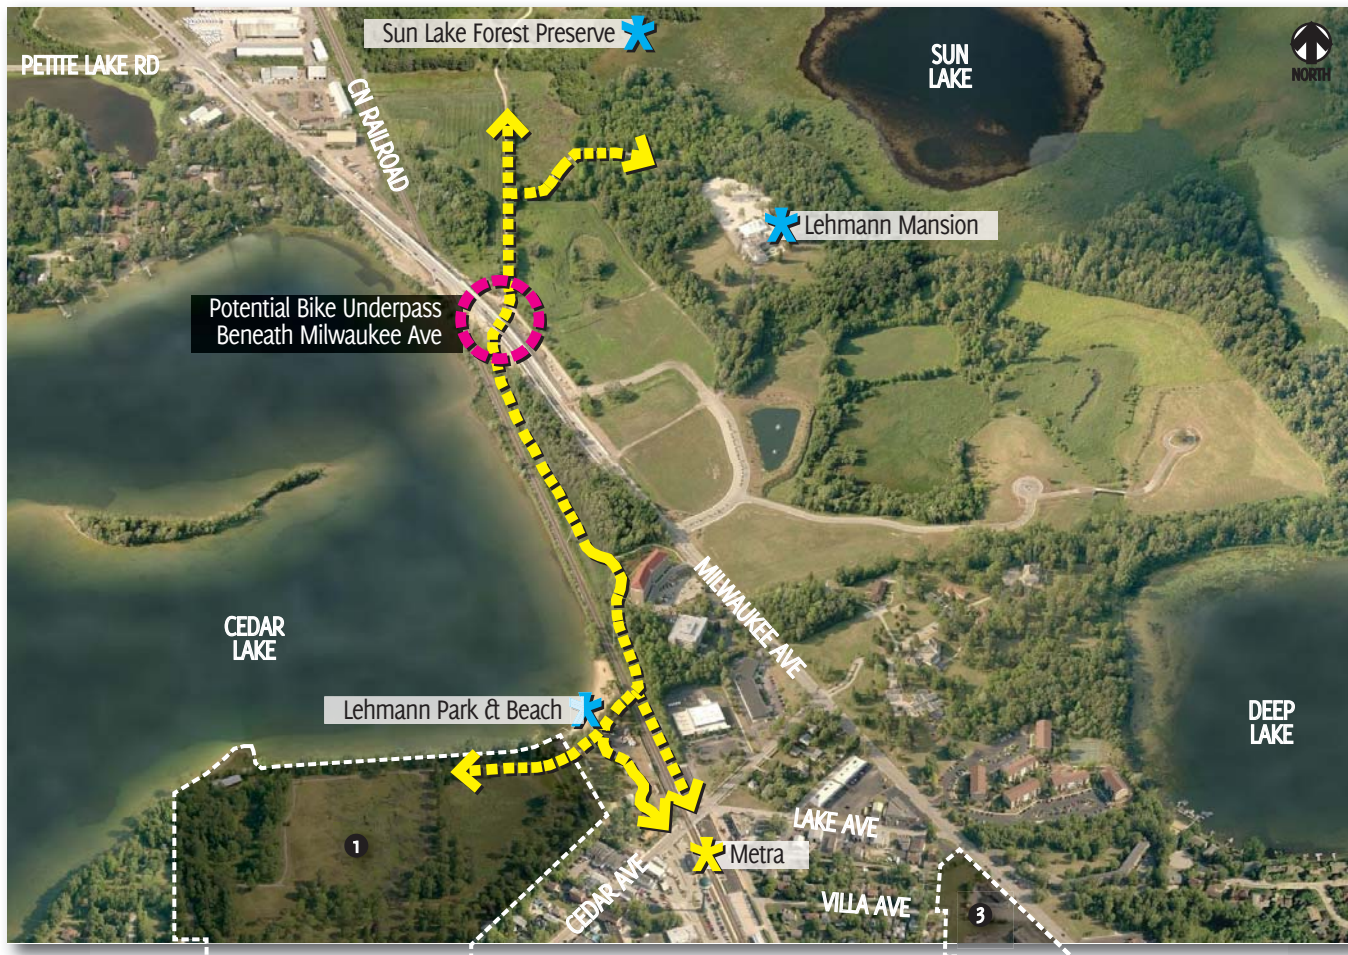 Sun Lake Forest Preserve
SUN
LAKE
NORTH
PETITE LAKE RD
CN RAILROAD
Lehmann Mansion
Potential Bike Underpass
Beneath Milwaukee Ave
MILWAUKEE AVE
CEDAR
LAKE
Lehmann Park & Beach
DEEP
LAKE
LAKE AVE
1
Metra
CEDAR AVE
VILLA AVE
3